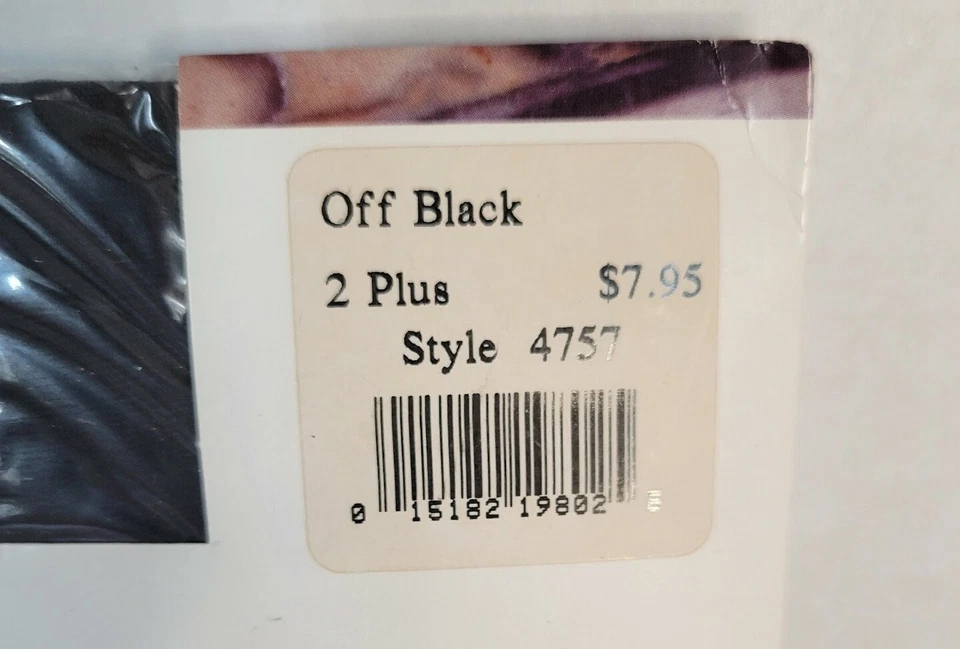 Off Black
2 Plus $7.95
Style 4757
0 15182 19802